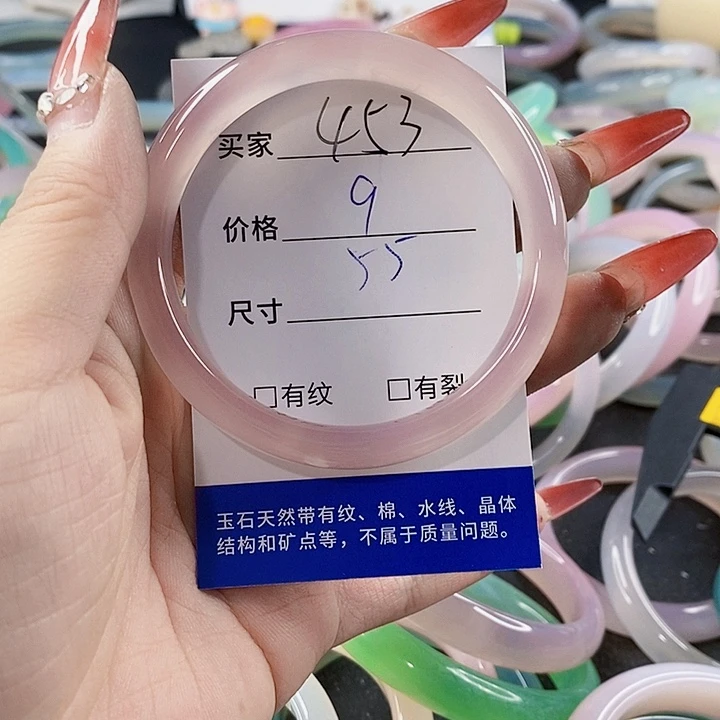 买家 453
价格 9
55
尺寸
□有纹 □有裂
玉石天然带有纹、棉、水线、晶体
结构和矿点等，不属于质量问题。